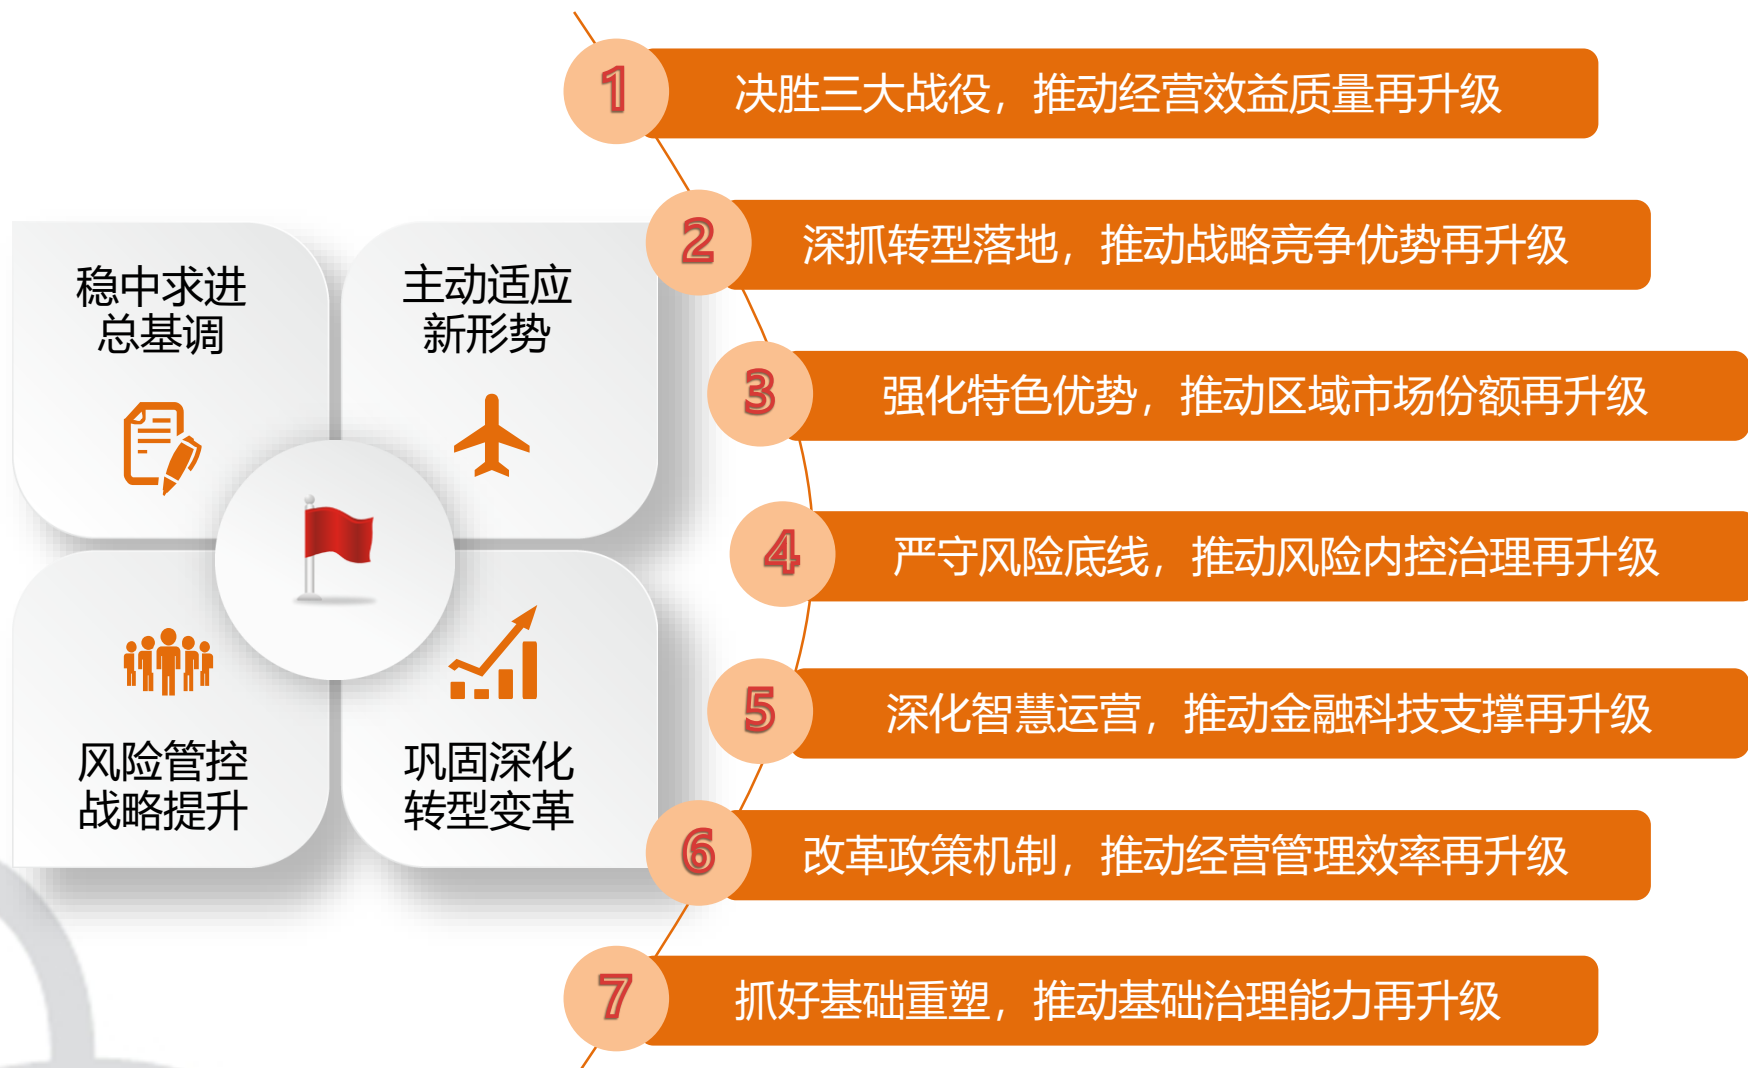 稳中求进
总基调
主动适应
新形势
风险管控
战略提升
巩固深化
转型变革
1
决胜三大战役，推动经营效益质量再升级
2
深抓转型落地，推动战略竞争优势再升级
3
强化特色优势，推动区域市场份额再升级
4
严守风险底线，推动风险内控治理再升级
5
深化智慧运营，推动金融科技支撑再升级
6
改革政策机制，推动经营管理效率再升级
7
抓好基础重塑，推动基础治理能力再升级